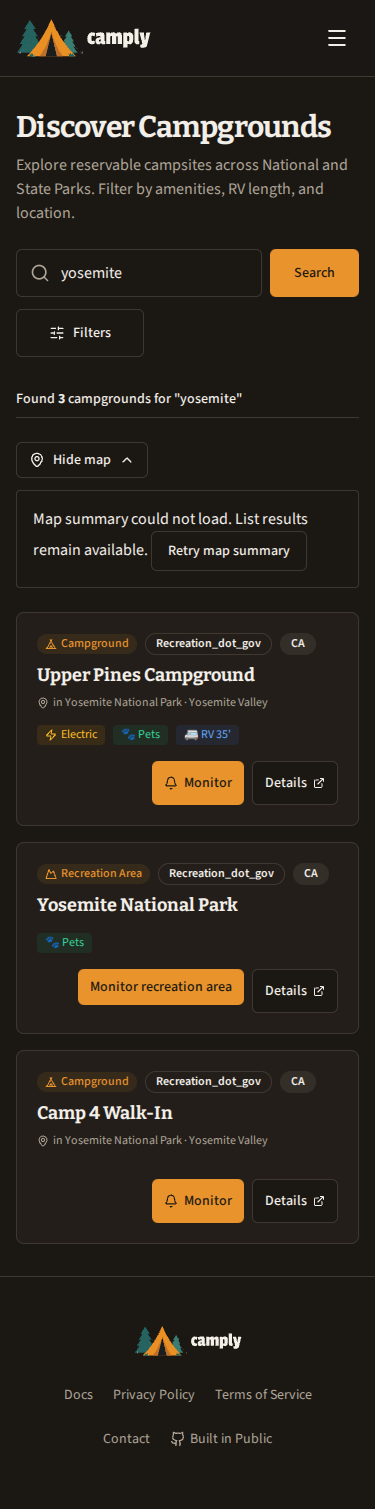 camply
Discover Campgrounds
Explore reservable campsites across National and
State Parks. Filter by amenities, RV length, and
location.
yosemite
Search
Filters
Found 3 campgrounds for "yosemite"
Hide map
Map summary could not load. List results
remain available. Retry map summary
Campground Recreation_dot_gov CA
Upper Pines Campground
in Yosemite National Park · Yosemite Valley
Electric Pets RV 35'
Monitor Details
Recreation Area Recreation_dot_gov CA
Yosemite National Park
Pets
Monitor recreation area Details
Campground Recreation_dot_gov CA
Camp 4 Walk-In
in Yosemite National Park · Yosemite Valley
Monitor Details
camply
Docs Privacy Policy Terms of Service
Contact Built in Public